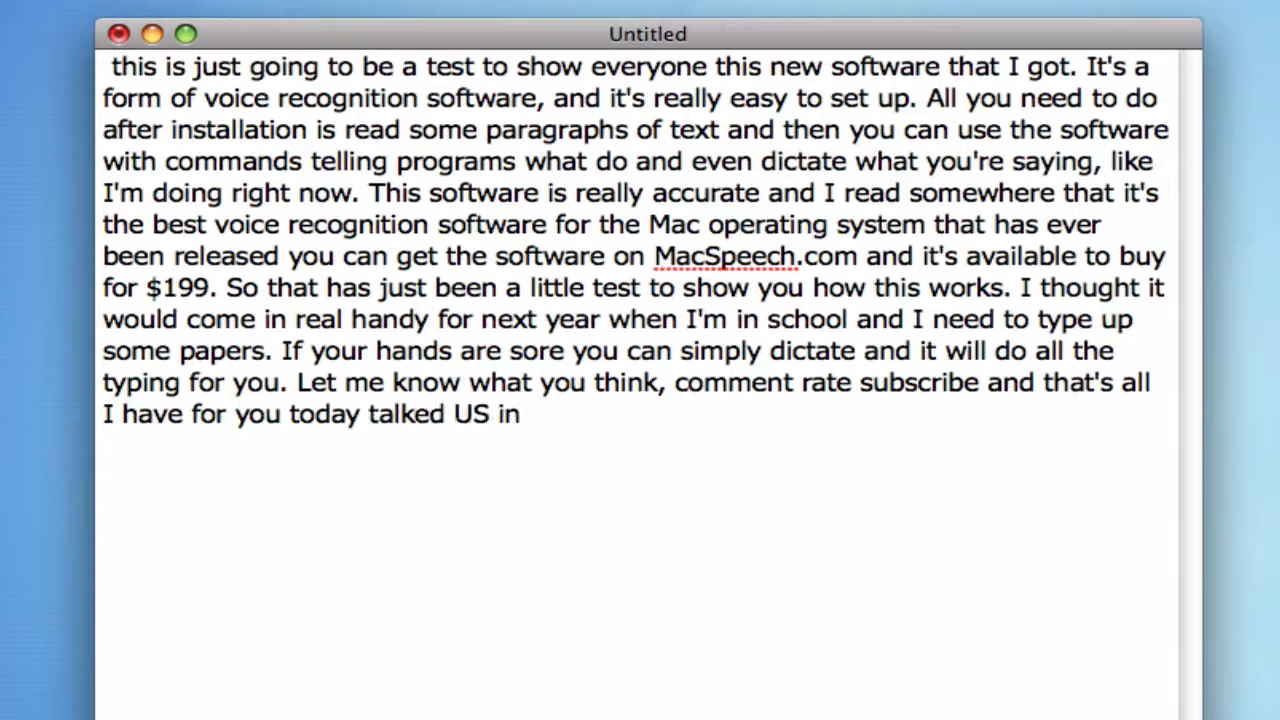 Untitled
this is just going to be a test to show everyone this new software that I got. It's a
form of voice recognition software, and it's really easy to set up. All you need to do
after installation is read some paragraphs of text and then you can use the software
with commands telling programs what do and even dictate what you're saying, like
I'm doing right now. This software is really accurate and I read somewhere that it's
the best voice recognition software for the Mac operating system that has ever
been released you can get the software on MacSpeech.com and it's available to buy
for $199. So that has just been a little test to show you how this works. I thought it
would come in real handy for next year when I'm in school and I need to type up
some papers. If your hands are sore you can simply dictate and it will do all the
typing for you. Let me know what you think, comment rate subscribe and that's all
I have for you today talked US in